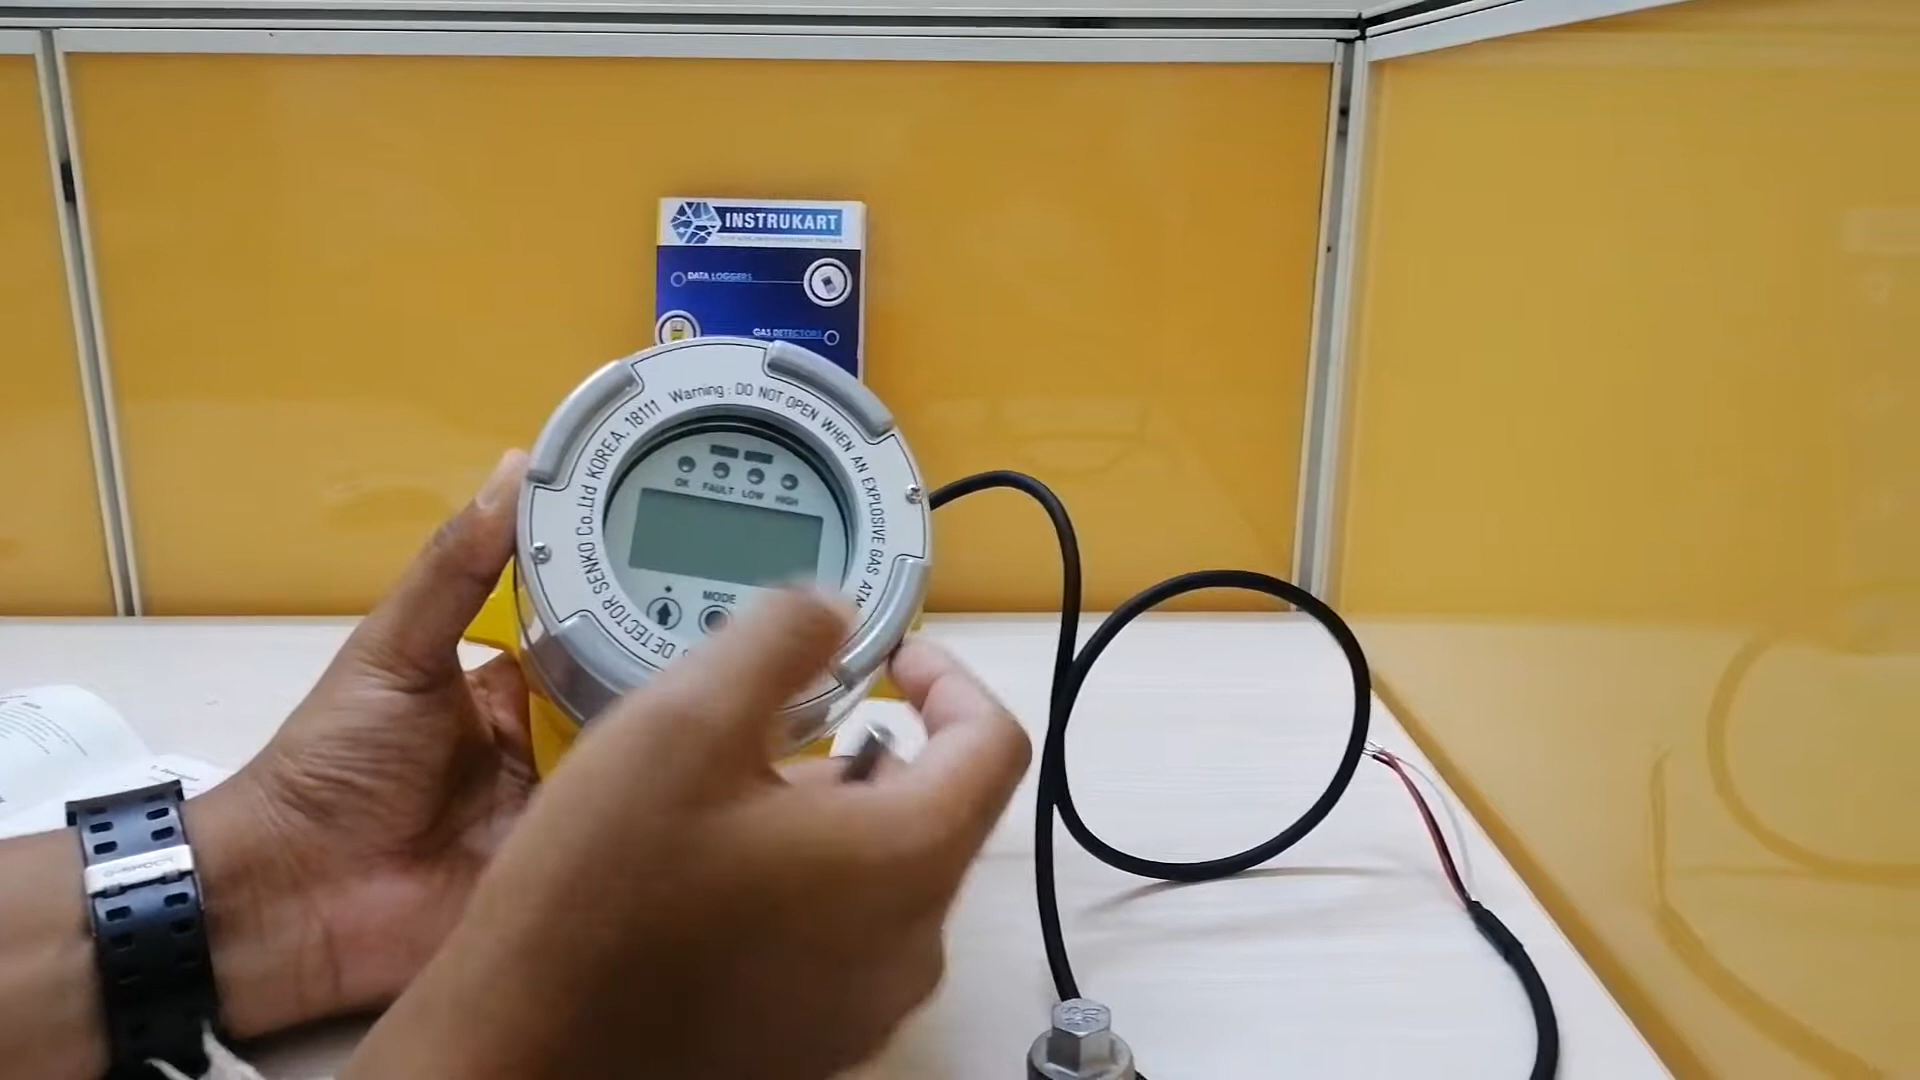 INSTRUKART
DATA LOGGERS
GAS DETECTORS
Warning : DO NOT OPEN WHEN AN EXPLOSIVE GAS ATM
DETECTOR SENKO Co.,Ltd KOREA, 18111
OK FAULT LOW HIGH
MODE